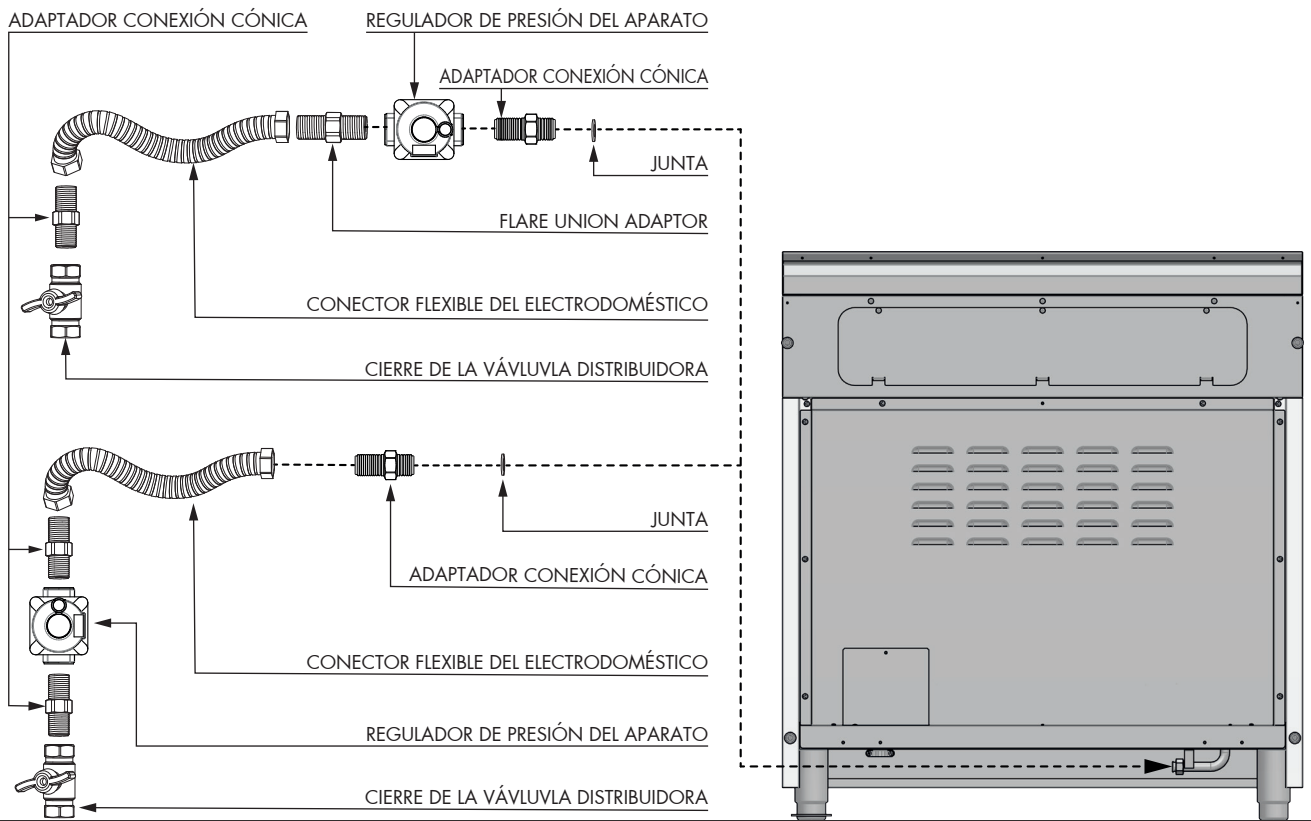 ADAPTADOR CONEXIÓN CÓNICA
REGULADOR DE PRESIÓN DEL APARATO
ADAPTADOR CONEXIÓN CÓNICA
JUNTA
FLARE UNION ADAPTOR
CONECTOR FLEXIBLE DEL ELECTRODOMÉSTICO
CIERRE DE LA VÁVLUVLA DISTRIBUIDORA
JUNTA
ADAPTADOR CONEXIÓN CÓNICA
CONECTOR FLEXIBLE DEL ELECTRODOMÉSTICO
REGULADOR DE PRESIÓN DEL APARATO
CIERRE DE LA VÁVLUVLA DISTRIBUIDORA